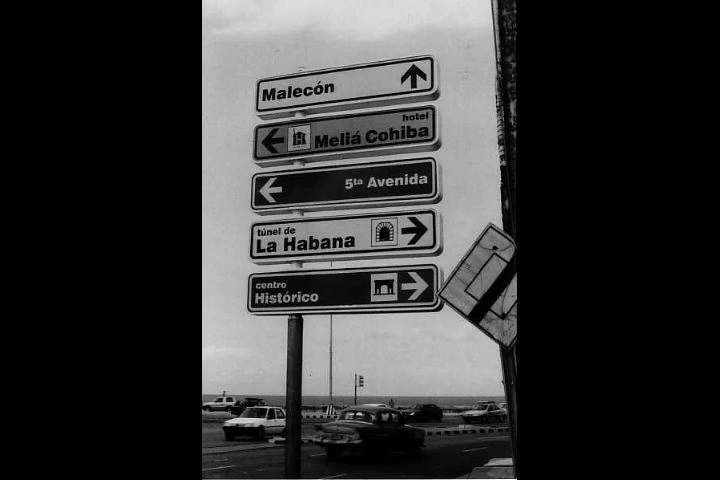 Malecón
hotel
Meliá Cohiba
5ta Avenida
túnel de
La Habana
centro
Histórico